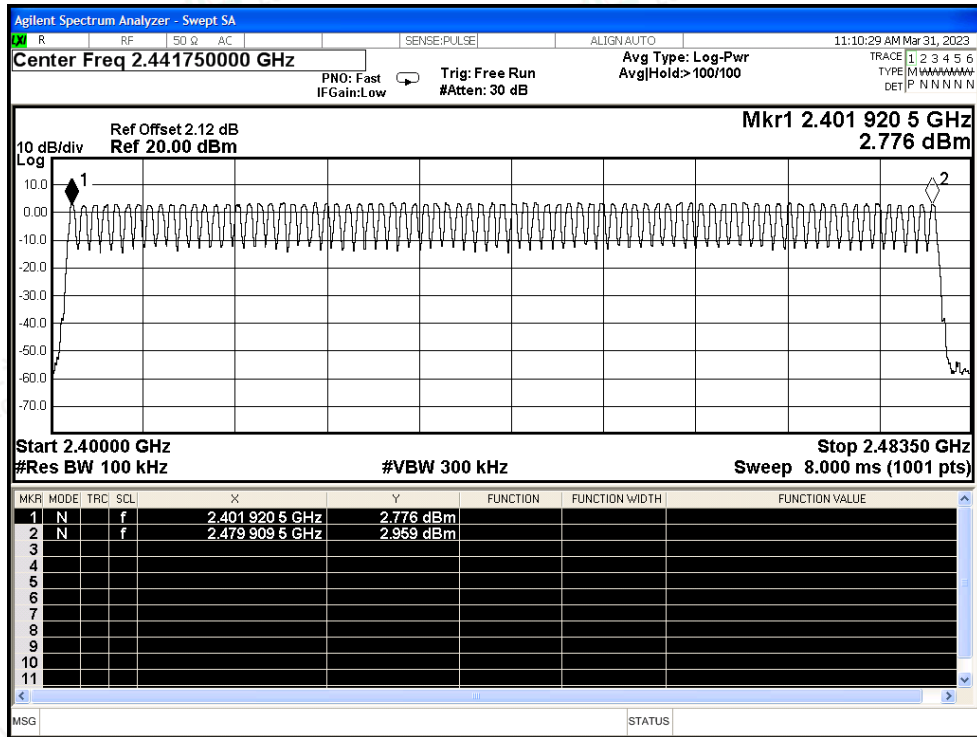 Agilent Spectrum Analyzer - Swept SA
LXI R RF 50 Ω AC SENSE:PULSE ALIGN AUTO 11:10:29 AM Mar 31, 2023
Center Freq 2.441750000 GHz Avg Type: Log-Pwr TRACE 1 2 3 4 5 6
PNO: Fast Trig: Free Run Avg|Hold:>100/100 TYPE M
IFGain:Low #Atten: 30 dB DET P N N N N N
Mkr1 2.401 920 5 GHz
Ref Offset 2.12 dB
10 dB/div Ref 20.00 dBm 2.776 dBm
Log
10.0 1 2
0.00
-10.0
-20.0
-30.0
-40.0
-50.0
-60.0
-70.0
Start 2.40000 GHz Stop 2.48350 GHz
#Res BW 100 kHz #VBW 300 kHz Sweep 8.000 ms (1001 pts)
MKR MODE TRC SCL X Y FUNCTION FUNCTION WIDTH FUNCTION VALUE
1 N f 2.401 920 5 GHz 2.776 dBm
2 N f 2.479 909 5 GHz 2.959 dBm
3
4
5
6
7
8
9
10
11
MSG STATUS